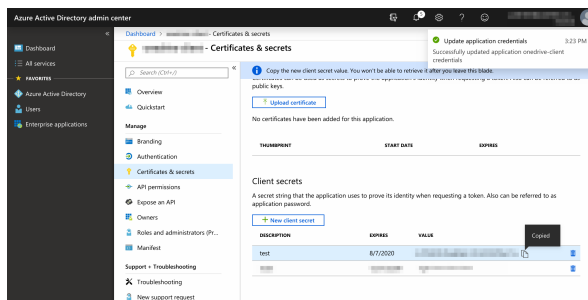 Azure Active Directory admin center
Update application credentials 3:23 PM
Successfully updated application onedrive-client
credentials
Dashboard > - Certificates & secrets
- Certificates & secrets
Dashboard
All services
FAVORITES
Azure Active Directory
Users
Enterprise applications
Search (Ctrl+/)
Overview
Quickstart
Manage
Branding
Authentication
Certificates & secrets
API permissions
Expose an API
Owners
Roles and administrators (Pr...
Manifest
Support + Troubleshooting
Troubleshooting
New support request
Copy the new client secret value. You won't be able to retrieve it after you leave this blade.
public keys.
Upload certificate
No certificates have been added for this application.
THUMBPRINT START DATE EXPIRES
Client secrets
A secret string that the application uses to prove its identity when requesting a token. Also can be referred to as
application password.
+ New client secret
Copied
DESCRIPTION EXPIRES VALUE
test 8/7/2020